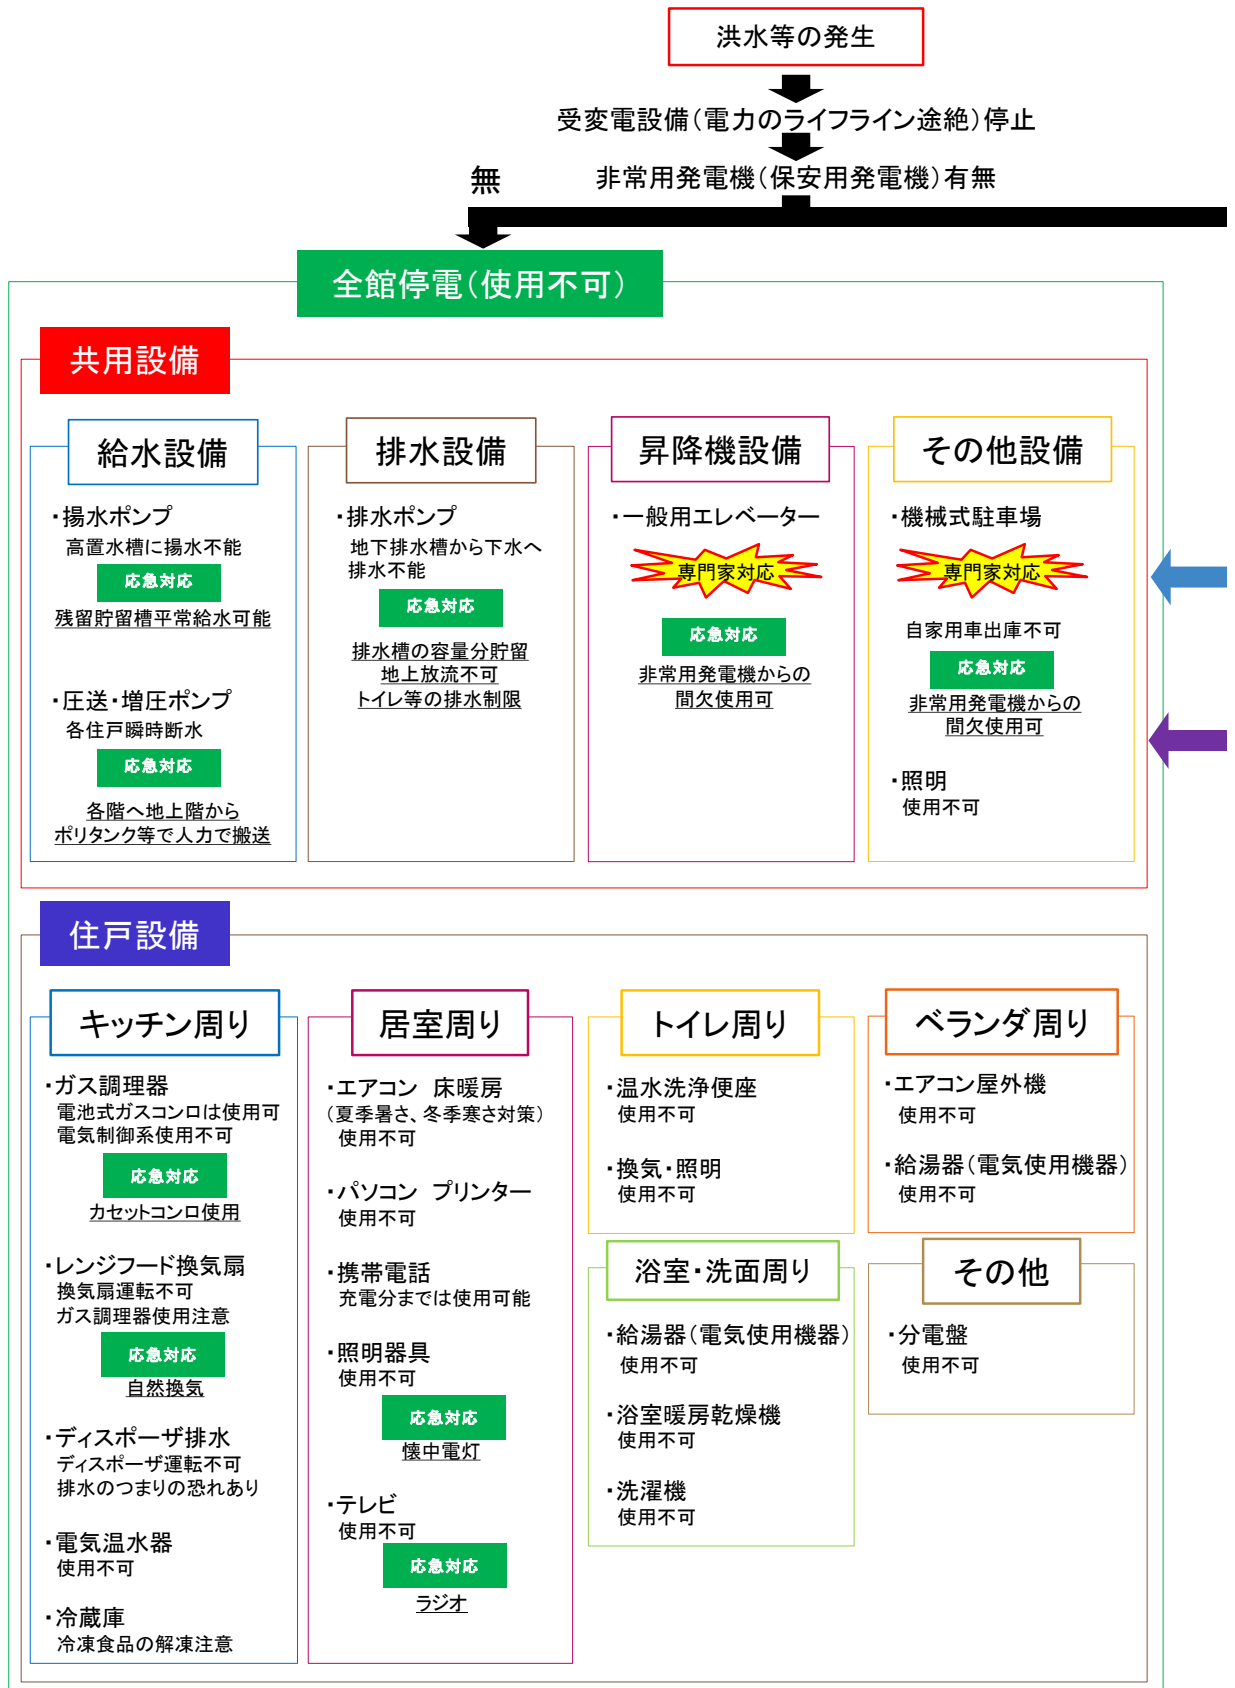 洪水等の発生
受変電設備(電力のライフライン途絶)停止
非常用発電機(保安用発電機)有無
無
全館停電(使用不可)
共用設備
給水設備
・揚水ポンプ
高置水槽に揚水不能
応急対応
残留貯留槽平常給水可能
・圧送・増圧ポンプ
各住戸瞬時断水
応急対応
各階へ地上階から
ポリタンク等で人力で搬送
排水設備
・排水ポンプ
地下排水槽から下水へ
排水不能
応急対応
排水槽の容量分貯留
地上放流不可
トイレ等の排水制限
昇降機設備
・一般用エレベーター
専門家対応
応急対応
非常用発電機からの
間欠使用可
その他設備
・機械式駐車場
専門家対応
自家用車出庫不可
応急対応
非常用発電機からの
間欠使用可
・照明
使用不可
住戸設備
キッチン周り
・ガス調理器
電池式ガスコンロは使用可
電気制御系使用不可
応急対応
カセットコンロ使用
・レンジフード換気扇
換気扇運転不可
ガス調理器使用注意
応急対応
自然換気
・ディスポーザ排水
ディスポーザ運転不可
排水のつまりの恐れあり
・電気温水器
使用不可
・冷蔵庫
冷凍食品の解凍注意
居室周り
・エアコン 床暖房
(夏季暑さ、冬季寒さ対策)
使用不可
・パソコン プリンター
使用不可
・携帯電話
充電分までは使用可能
・照明器具
使用不可
応急対応
懐中電灯
・テレビ
使用不可
応急対応
ラジオ
トイレ周り
・温水洗浄便座
使用不可
・換気・照明
使用不可
浴室・洗面周り
・給湯器(電気使用機器)
使用不可
・浴室暖房乾燥機
使用不可
・洗濯機
使用不可
ベランダ周り
・エアコン屋外機
使用不可
・給湯器(電気使用機器)
使用不可
その他
・分電盤
使用不可